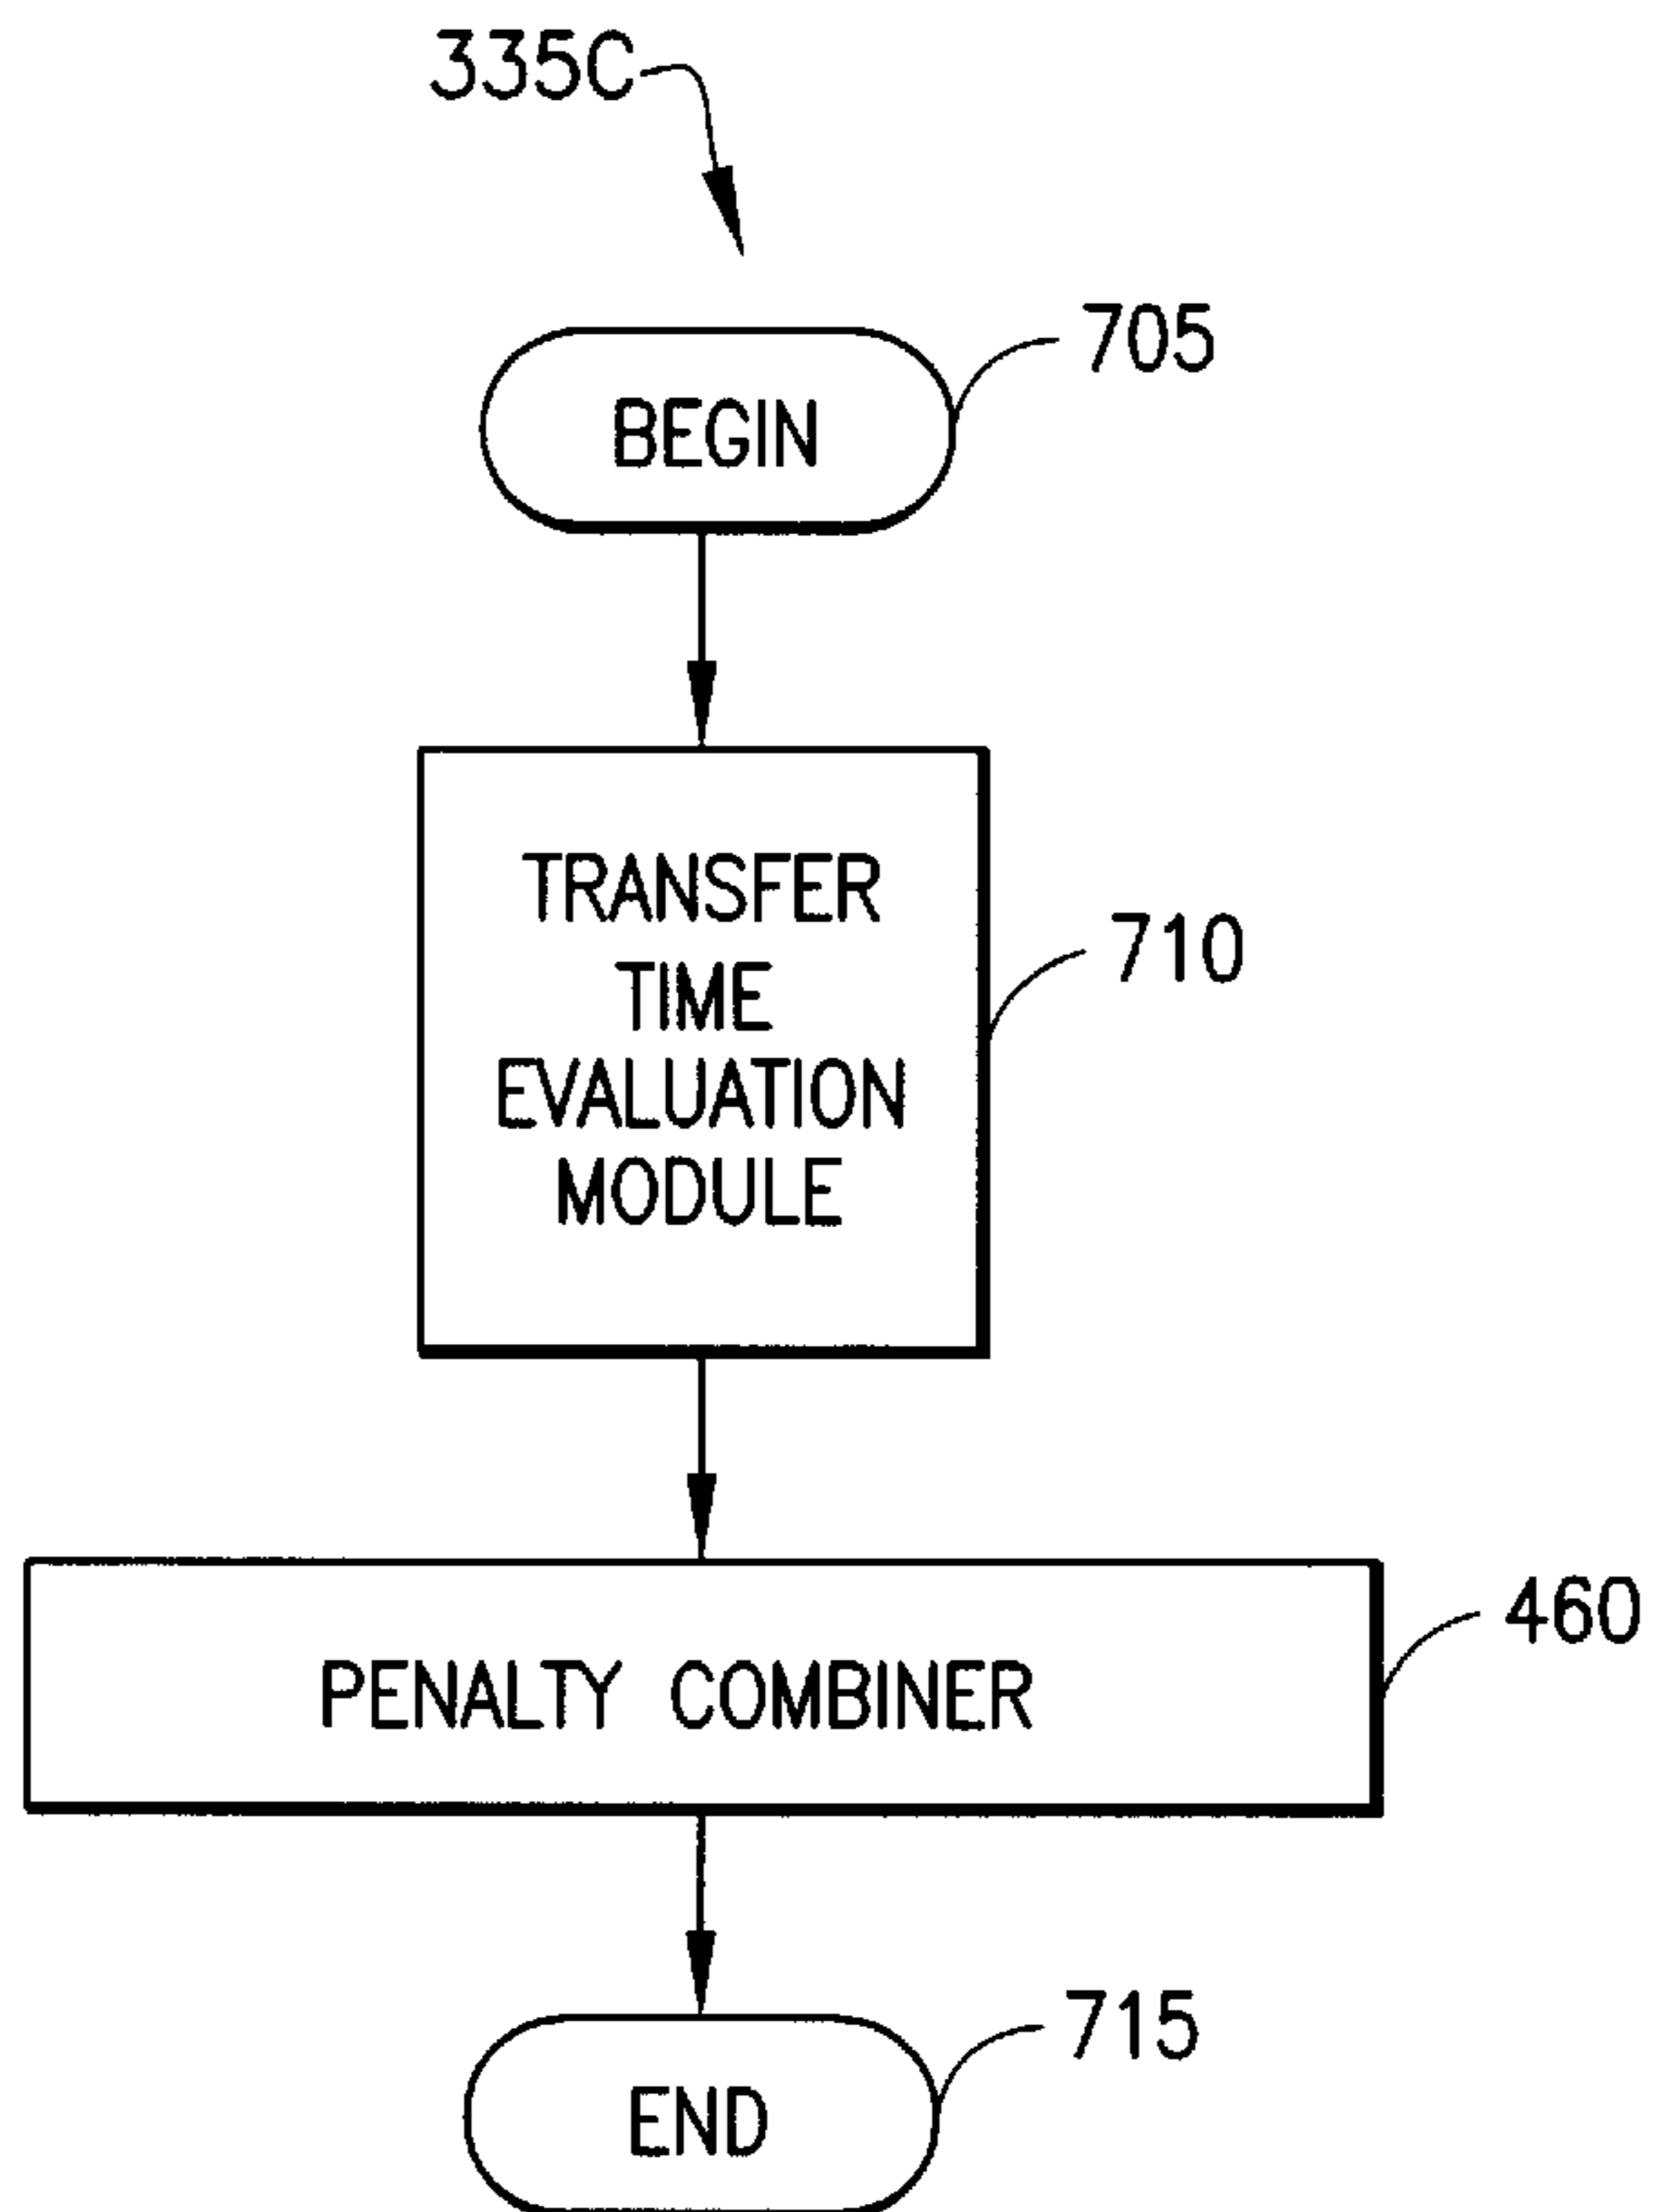 335C
705
BEGIN
TRANSFER
710
TIME
EVALUATION
MODULE
460
PENALTY COMBINER
715
END